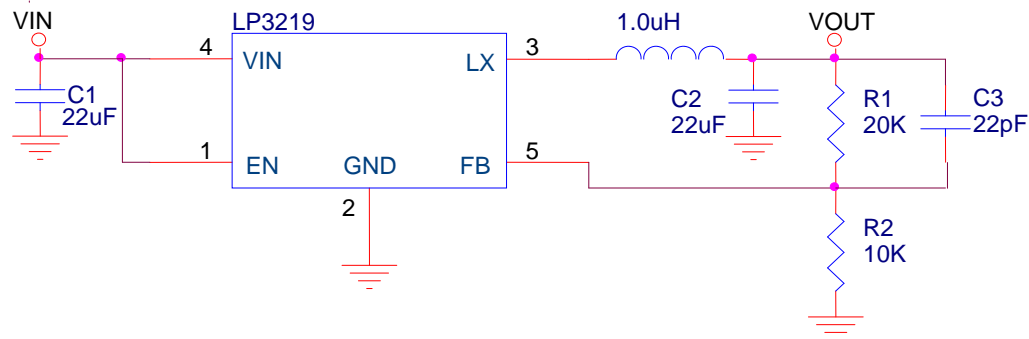 VIN
LP3219
1.0uH
VOUT
4
VIN
LX
3
C1
22uF
C2
22uF
R1
20K
C3
22pF
1
EN
GND
FB
5
2
R2
10K